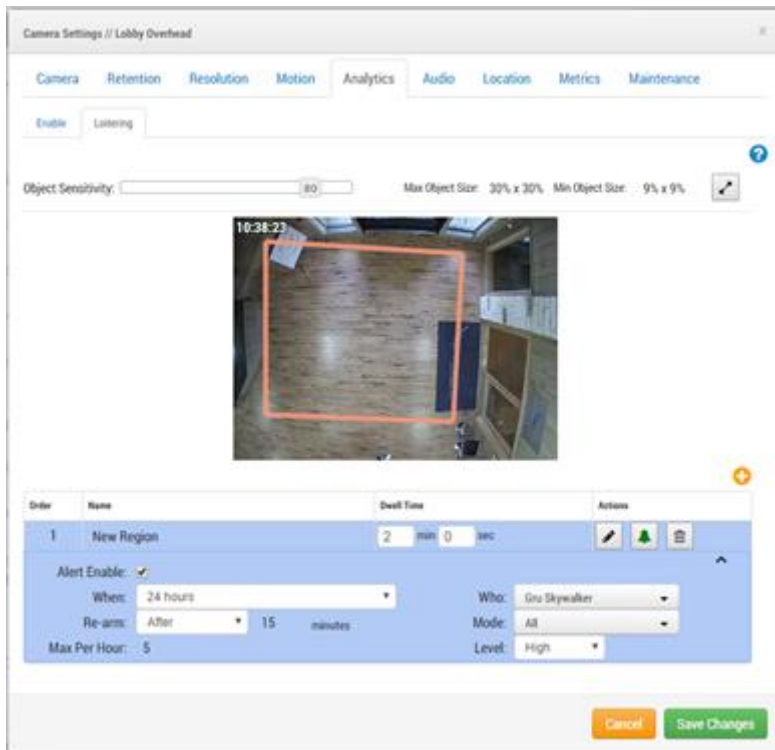 Camera Settings // Lobby Overhead
Camera Retention Resolution Motion Analytics Audio Location Metrics Maintenance
Enable Loitering
?
Object Sensitivity: 80 Max Object Size: 30% x 30% Min Object Size: 9% x 9%
10:38:23
Order Name Dwell Time Actions
1 New Region 2 min 0 sec
Alert Enable:
When: 24 hours Who: Gru Skywalker
Re-arm: After 15 minutes Mode: All
Max Per Hour: 5 Level: High
Cancel Save Changes